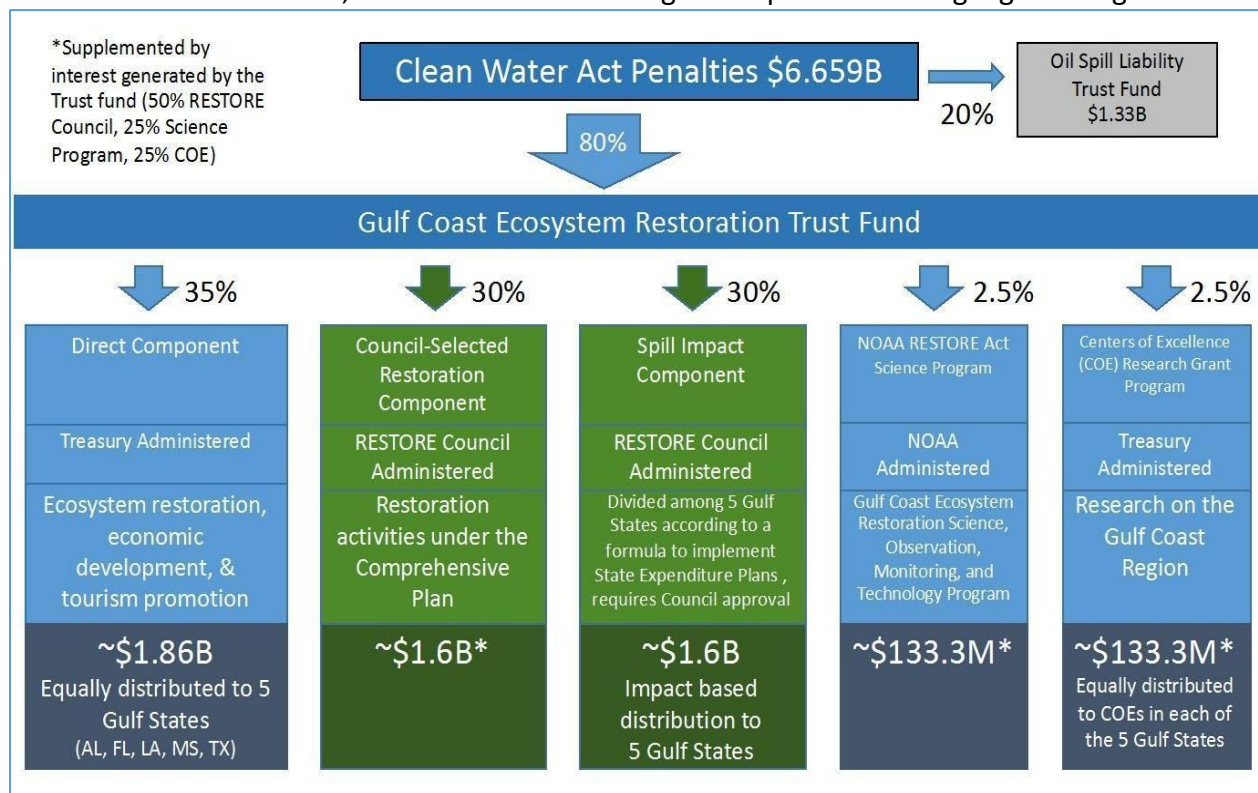 *Supplemented by
interest generated by the
Trust fund (50% RESTORE
Council, 25% Science
Program, 25% COE)
Clean Water Act Penalties $6.659B
20%
Oil Spill Liability
Trust Fund
$1.33B
80%
Gulf Coast Ecosystem Restoration Trust Fund
35%
30%
30%
2.5%
2.5%
Direct Component
Treasury Administered
Ecosystem restoration,
economic
development, &
tourism promotion
~$1.86B
Equally distributed to 5
Gulf States
(AL, FL, LA, MS, TX)
Council-Selected
Restoration
Component
RESTORE Council
Administered
Restoration
activities under the
Comprehensive
Plan
~$1.6B*
Spill Impact
Component
RESTORE Council
Administered
Divided among 5 Gulf
States according to a
formula to implement
State Expenditure Plans ,
requires Council approval
~$1.6B
Impact based
distribution to
5 Gulf States
NOAA RESTORE Act
Science Program
NOAA
Administered
Gulf Coast Ecosystem
Restoration Science,
Observation,
Monitoring, and
Technology Program
~$133.3M*
Centers of Excellence
(COE) Research Grant
Program
Treasury
Administered
Research on the
Gulf Coast
Region
~$133.3M*
Equally distributed
to COEs in each of
the 5 Gulf States